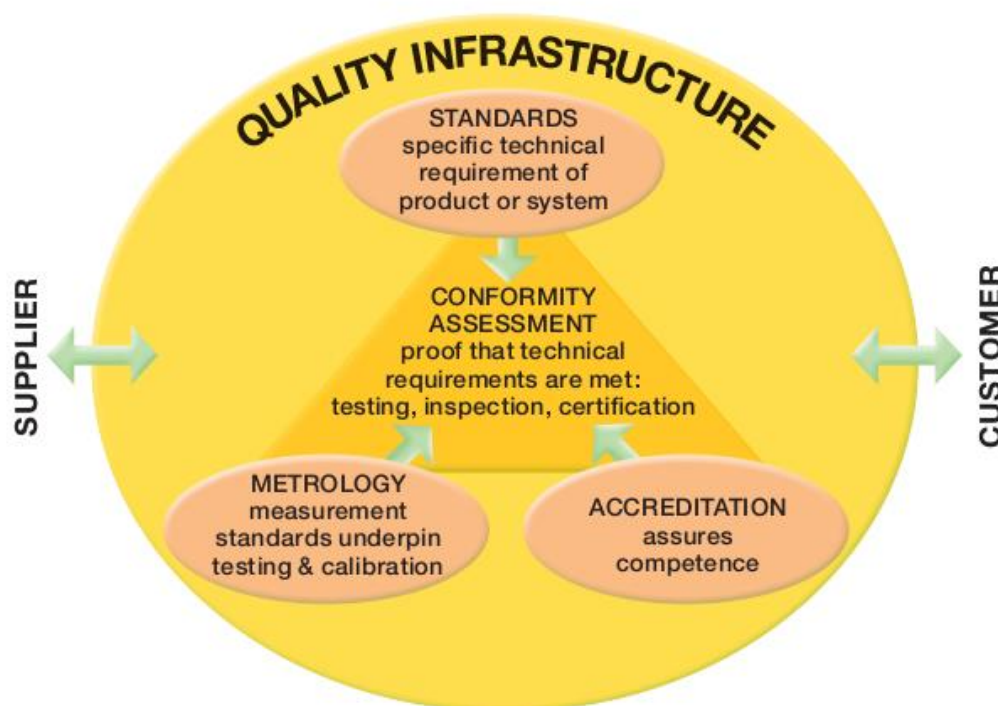 QUALITY INFRASTRUCTURE
STANDARDS
specific technical
requirement of
product or system
SUPPLIER
CONFORMITY
ASSESSMENT
proof that technical
requirements are met:
testing, inspection, certification
CUSTOMER
METROLOGY
measurement
standards underpin
testing & calibration
ACCREDITATION
assures
competence